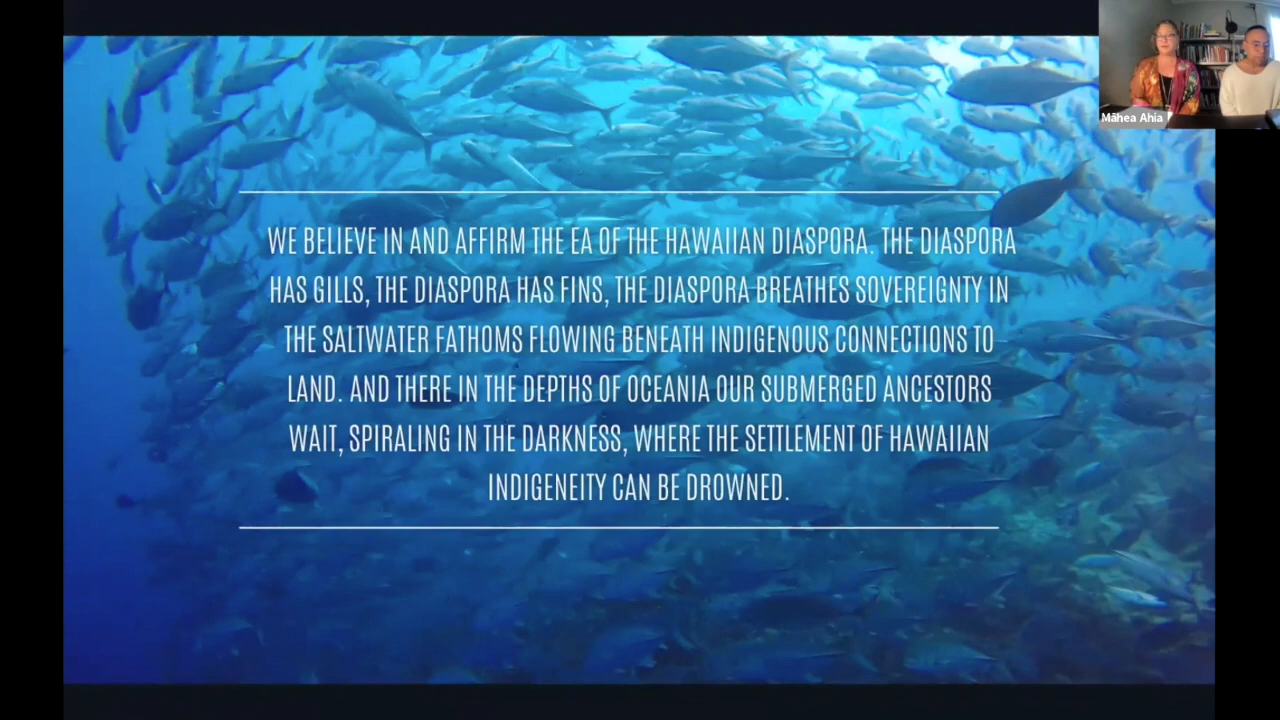 WE BELIEVE IN AND AFFIRM THE EA OF THE HAWAIIAN DIASPORA. THE DIASPORA
HAS GILLS, THE DIASPORA HAS FINS, THE DIASPORA BREATHES SOVEREIGNTY IN
THE SALTWATER FATHOMS FLOWING BENEATH INDIGENOUS CONNECTIONS TO
LAND. AND THERE IN THE DEPTHS OF OCEANIA OUR SUBMERGED ANCESTORS
WAIT, SPIRALING IN THE DARKNESS, WHERE THE SETTLEMENT OF HAWAIIAN
INDIGENEITY CAN BE DROWNED.
Māhea Ahia